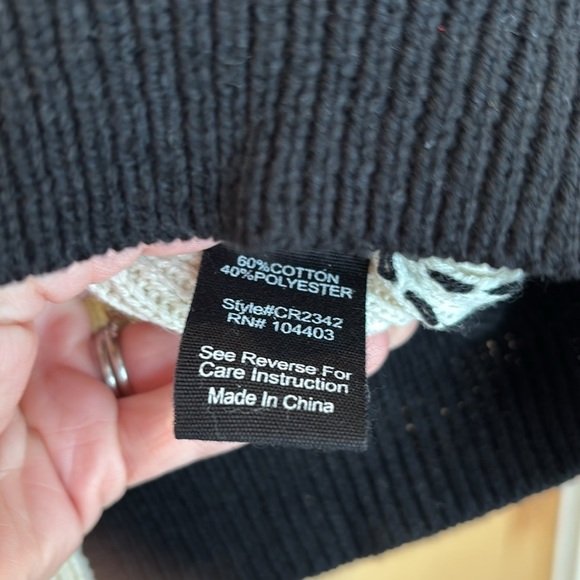 60%COTTON
40%POLYESTER
Style#CR2342
RN# 104403
See Reverse For
Care Instruction
Made In China